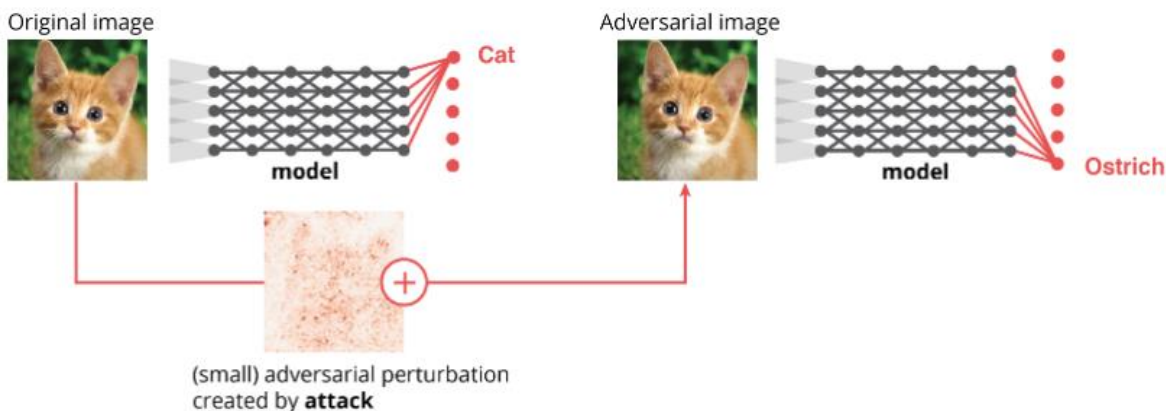 Original image
Adversarial image
Cat
model
model
Ostrich
(small) adversarial perturbation
created by attack